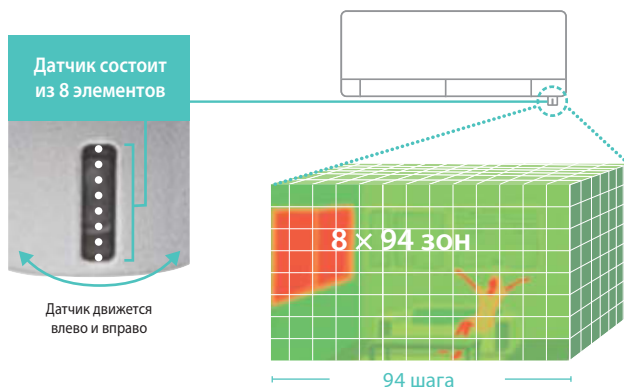 Датчик состоит
из 8 элементов
8 × 94 зон
Датчик движется
влево и вправо
94 шага